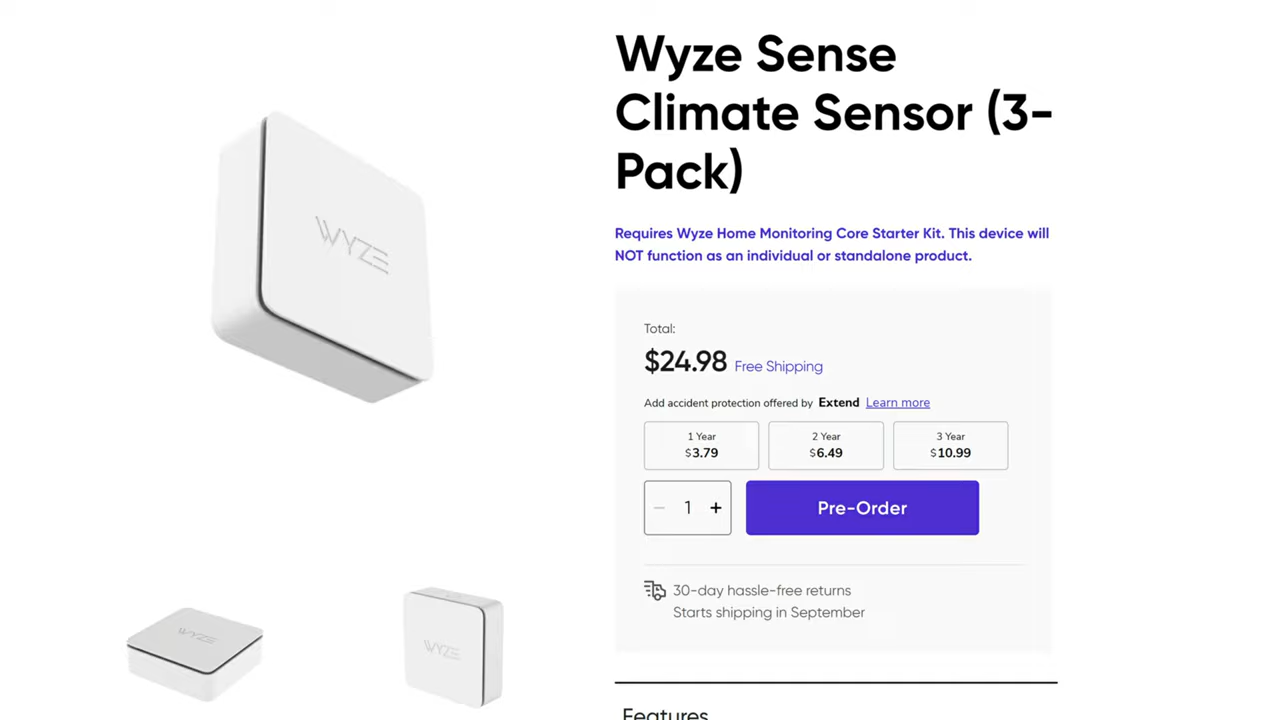 Wyze Sense
Climate Sensor (3-
Pack)
Requires Wyze Home Monitoring Core Starter Kit. This device will
NOT function as an individual or standalone product.
WYZE
Total:
$24.98 Free Shipping
Add accident protection offered by Extend Learn more
1 Year 2 Year 3 Year
$3.79 $6.49 $10.99
1 + Pre-Order
30-day hassle-free returns
Starts shipping in September
WYZE
WYZE
Features